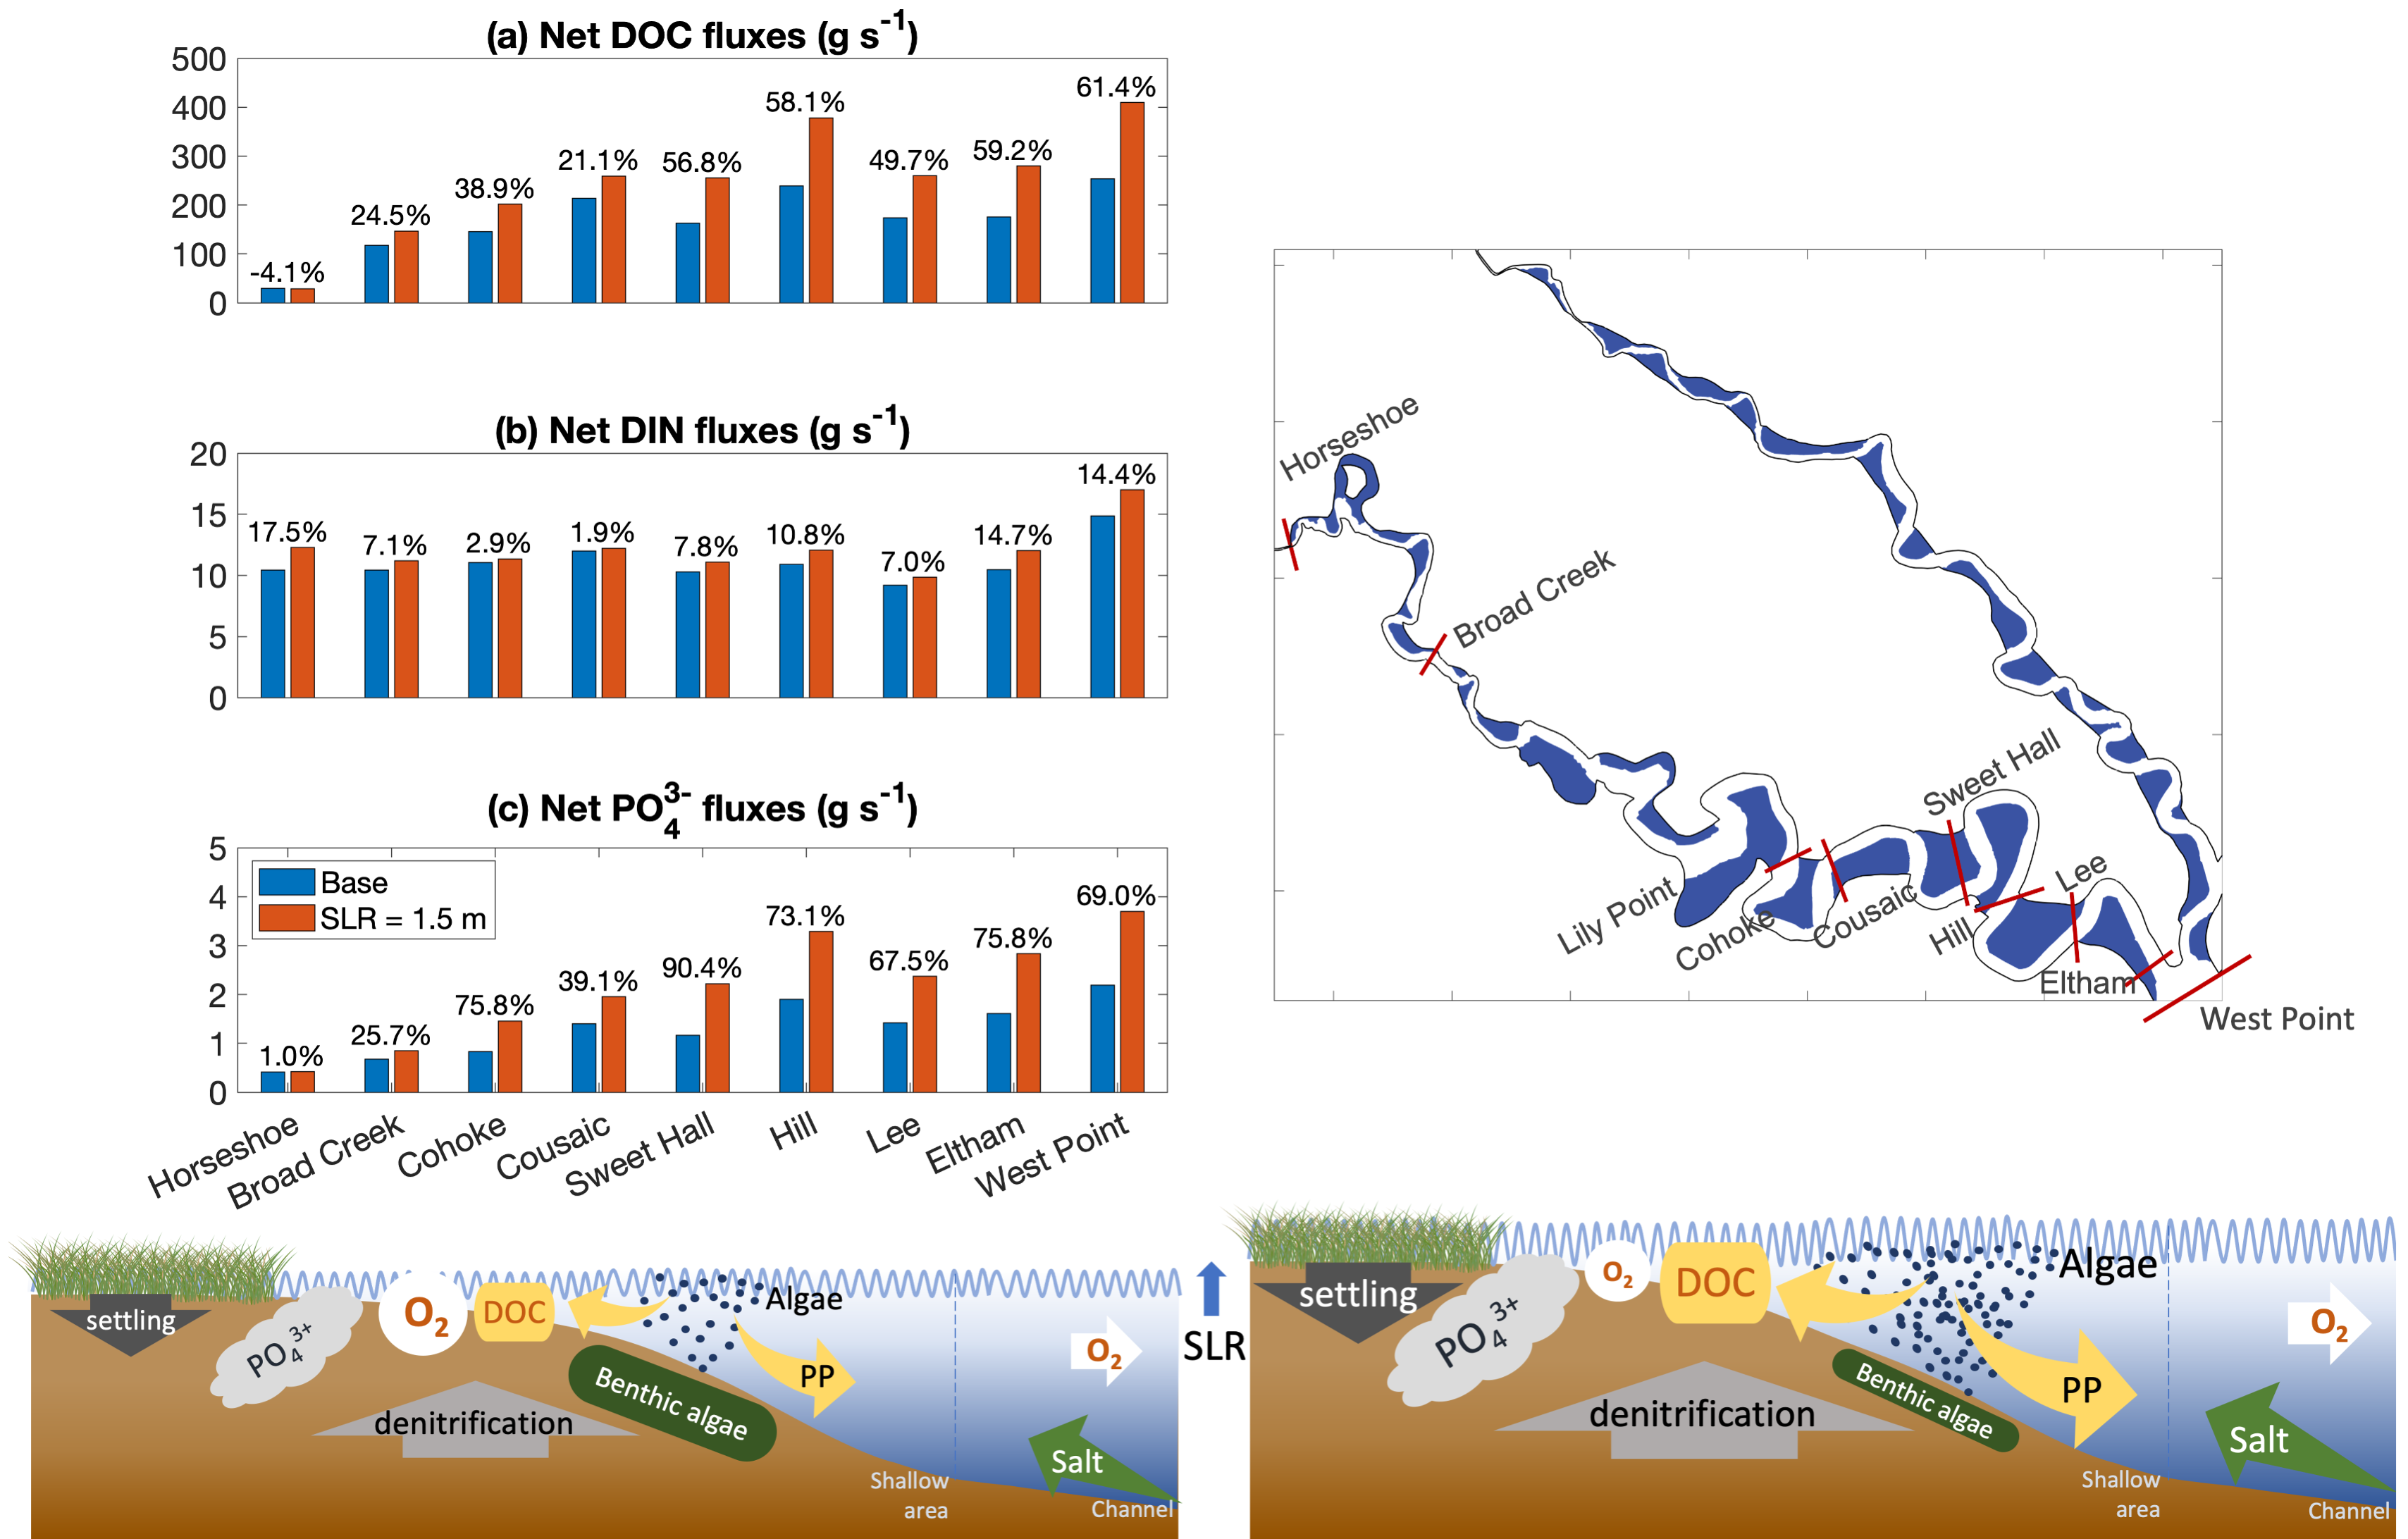 (a) Net DOC fluxes (g s-1)
500
400
300
200
100
0
-4.1%
24.5%
38.9%
21.1%
56.8%
58.1%
49.7%
59.2%
61.4%
(b) Net DIN fluxes (g s-1)
20
15
10
5
0
17.5%
7.1%
2.9%
1.9%
7.8%
10.8%
7.0%
14.7%
14.4%
(c) Net PO43- fluxes (g s-1)
5
4
3
2
1
0
Base
SLR = 1.5 m
1.0%
25.7%
75.8%
39.1%
90.4%
73.1%
67.5%
75.8%
69.0%
Horseshoe
Broad Creek
Cohoke
Cousaic
Sweet Hall
Hill
Lee
Eltham
West Point
Horseshoe
Broad Creek
Lily Point
Cohoke
Cousaic
Sweet Hall
Hill
Lee
Eltham
West Point
settling
PO43+
O2
DOC
Algae
PP
Benthic algae
denitrification
O2
Salt
Shallow
area
Channel
SLR
settling
PO43+
O2
DOC
Algae
PP
Benthic algae
denitrification
O2
Salt
Shallow
area
Channel